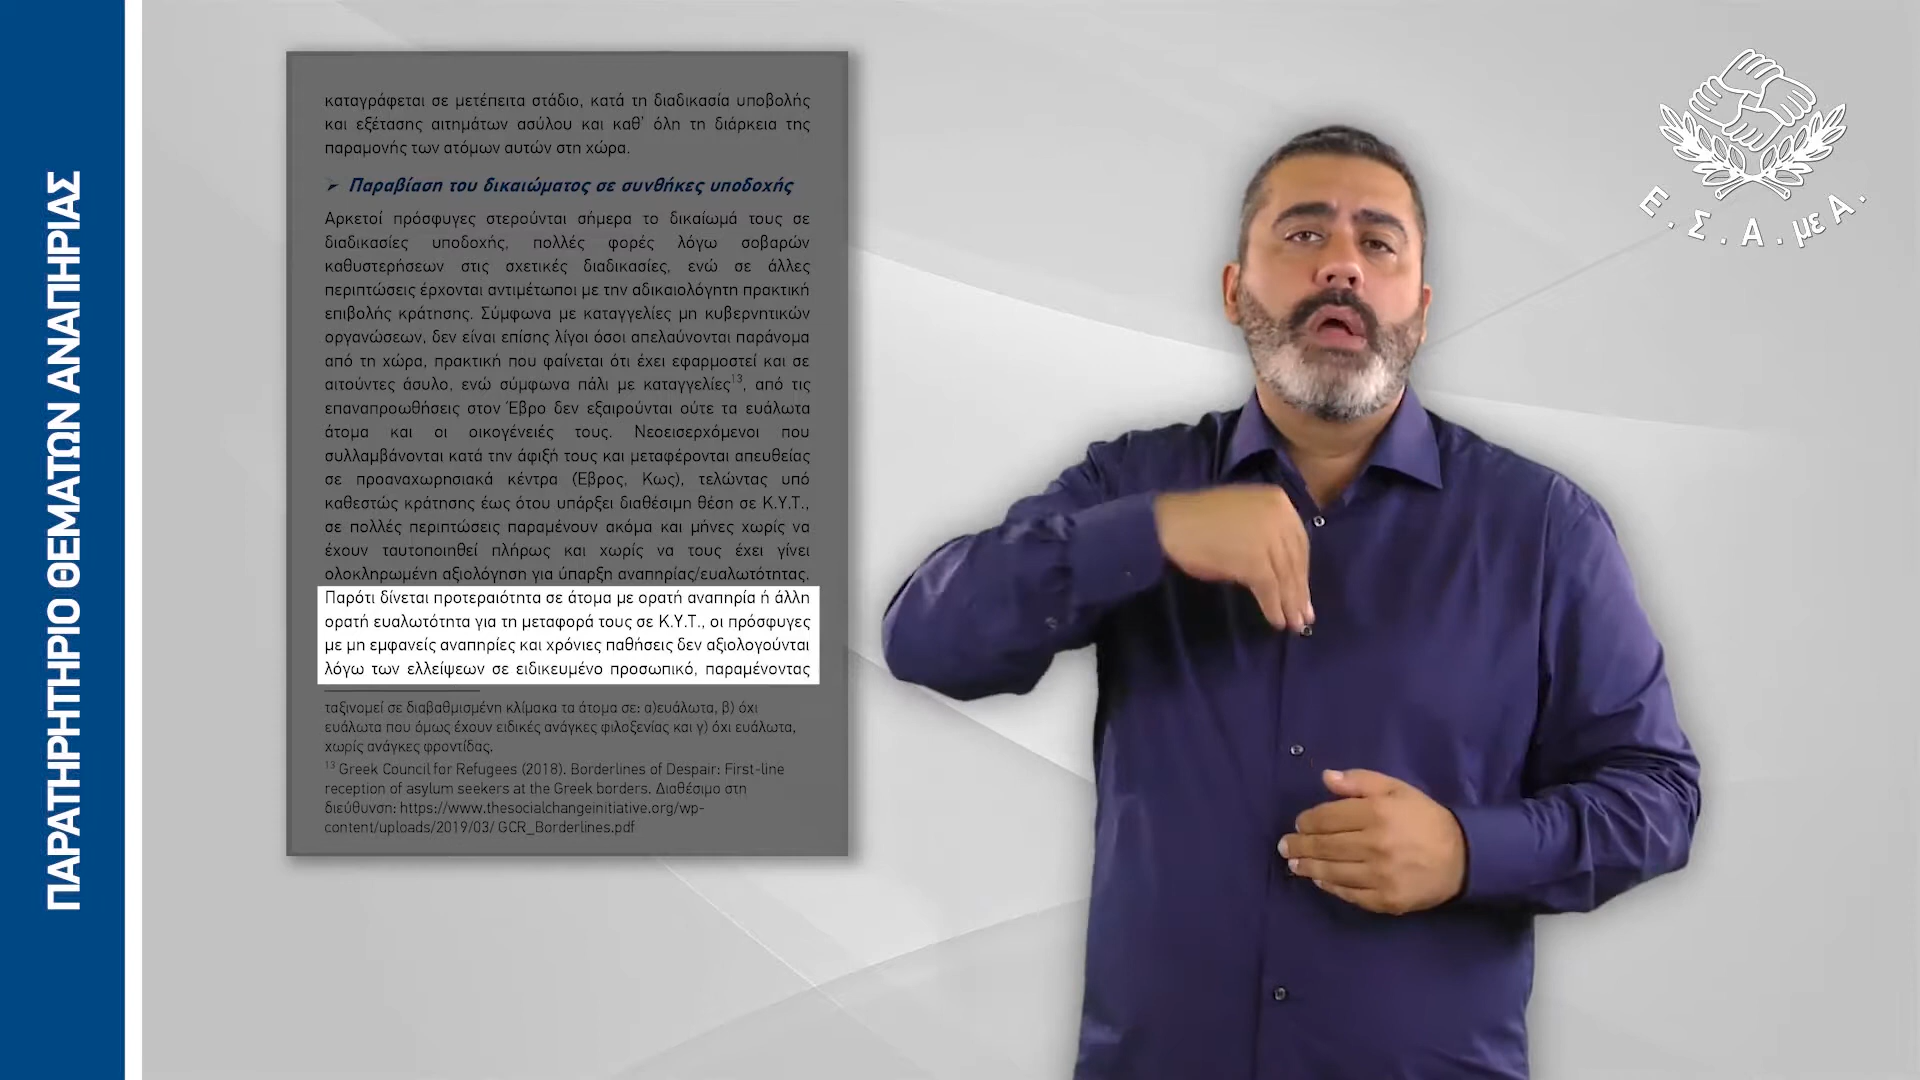 ΠΑΡΑΤΗΡΗΤΗΡΙΟ ΘΕΜΑΤΩΝ ΑΝΑΠΗΡΙΑΣ
καταγράφεται σε μετέπειτα στάδιο, κατά τη διαδικασία υποβολής
και εξέτασης αιτημάτων ασύλου και καθ' όλη τη διάρκεια της
παραμονής των ατόμων αυτών στη χώρα.
➢ Παραβίαση του δικαιώματος σε συνθήκες υποδοχής
Αρκετοί πρόσφυγες στερούνται σήμερα το δικαίωμά τους σε
διαδικασίες υποδοχής, πολλές φορές λόγω σοβαρών
καθυστερήσεων στις σχετικές διαδικασίες, ενώ σε άλλες
περιπτώσεις έρχονται αντιμέτωποι με την αδικαιολόγητη πρακτική
επιβολής κράτησης. Σύμφωνα με καταγγελίες μη κυβερνητικών
οργανώσεων, δεν είναι επίσης λίγοι όσοι απελαύνονται παράνομα
από τη χώρα, πρακτική που φαίνεται ότι έχει εφαρμοστεί και σε
αιτούντες άσυλο, ενώ σύμφωνα πάλι με καταγγελίες13, από τις
επαναπροωθήσεις στον Έβρο δεν εξαιρούνται ούτε τα ευάλωτα
άτομα και οι οικογένειές τους. Νεοεισερχόμενοι που
συλλαμβάνονται κατά την άφιξή τους και μεταφέρονται απευθείας
σε προαναχωρησιακά κέντρα (Έβρος, Κως), τελώντας υπό
καθεστώς κράτησης έως ότου υπάρξει διαθέσιμη θέση σε Κ.Υ.Τ.,
σε πολλές περιπτώσεις παραμένουν ακόμα και μήνες χωρίς να
έχουν ταυτοποιηθεί πλήρως και χωρίς να τους έχει γίνει
ολοκληρωμένη αξιολόγηση για ύπαρξη αναπηρίας/ευαλωτότητας.
Παρότι δίνεται προτεραιότητα σε άτομα με ορατή αναπηρία ή άλλη
ορατή ευαλωτότητα για τη μεταφορά τους σε Κ.Υ.Τ., οι πρόσφυγες
με μη εμφανείς αναπηρίες και χρόνιες παθήσεις δεν αξιολογούνται
λόγω των ελλείψεων σε ειδικευμένο προσωπικό, παραμένοντας
ταξινομεί σε διαβαθμισμένη κλίμακα τα άτομα σε: α)ευάλωτα, β) όχι
ευάλωτα που όμως έχουν ειδικές ανάγκες φιλοξενίας και γ) όχι ευάλωτα,
χωρίς ανάγκες φροντίδας.
13 Greek Council for Refugees (2018). Borderlines of Despair: First-line
reception of asylum seekers at the Greek borders. Διαθέσιμο στη
διεύθυνση: https://www.thesocialchangeinitiative.org/wp-
content/uploads/2019/03/ GCR_Borderlines.pdf
Ε.Σ.Α.μεΑ.